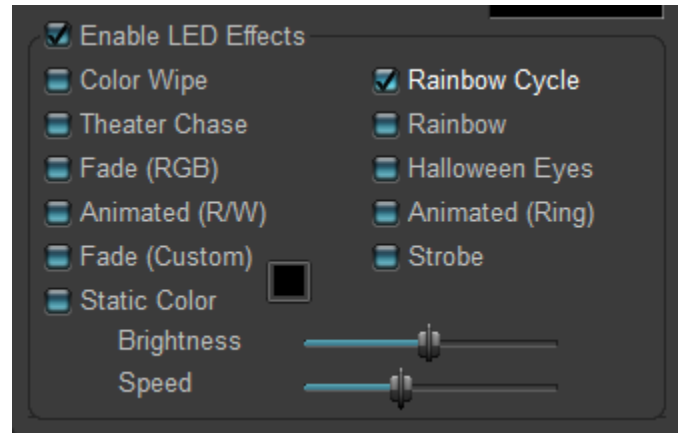 Enable LED Effects
Color Wipe
Rainbow Cycle
Theater Chase
Rainbow
Fade (RGB)
Halloween Eyes
Animated (R/W)
Animated (Ring)
Fade (Custom)
Strobe
Static Color
Brightness
Speed